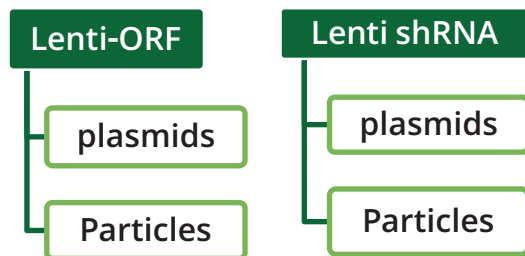 Lenti-ORF
plasmids
Particles
Lenti shRNA
plasmids
Particles